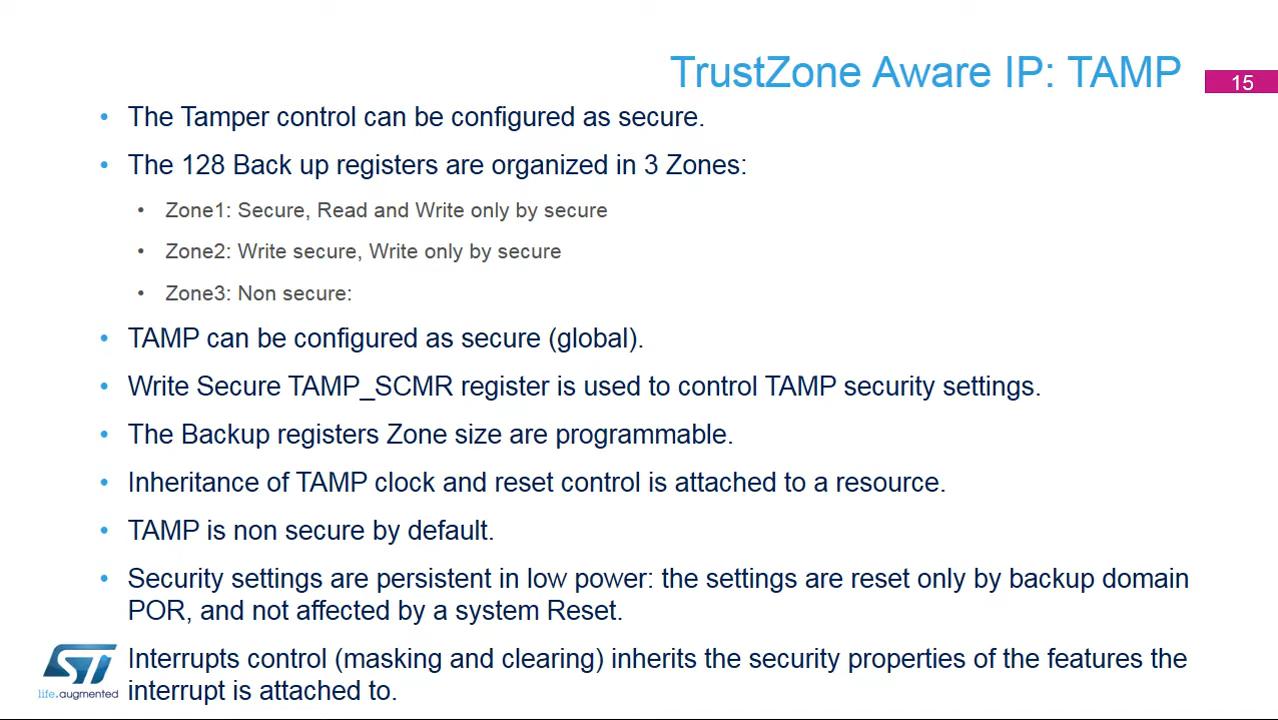 TrustZone Aware IP: TAMP
15
• The Tamper control can be configured as secure.
• The 128 Back up registers are organized in 3 Zones:
• Zone1: Secure, Read and Write only by secure
• Zone2: Write secure, Write only by secure
• Zone3: Non secure:
• TAMP can be configured as secure (global).
• Write Secure TAMP_SCMR register is used to control TAMP security settings.
• The Backup registers Zone size are programmable.
• Inheritance of TAMP clock and reset control is attached to a resource.
• TAMP is non secure by default.
• Security settings are persistent in low power: the settings are reset only by backup domain
POR, and not affected by a system Reset.
Interrupts control (masking and clearing) inherits the security properties of the features the
interrupt is attached to.
ST
life.augmented